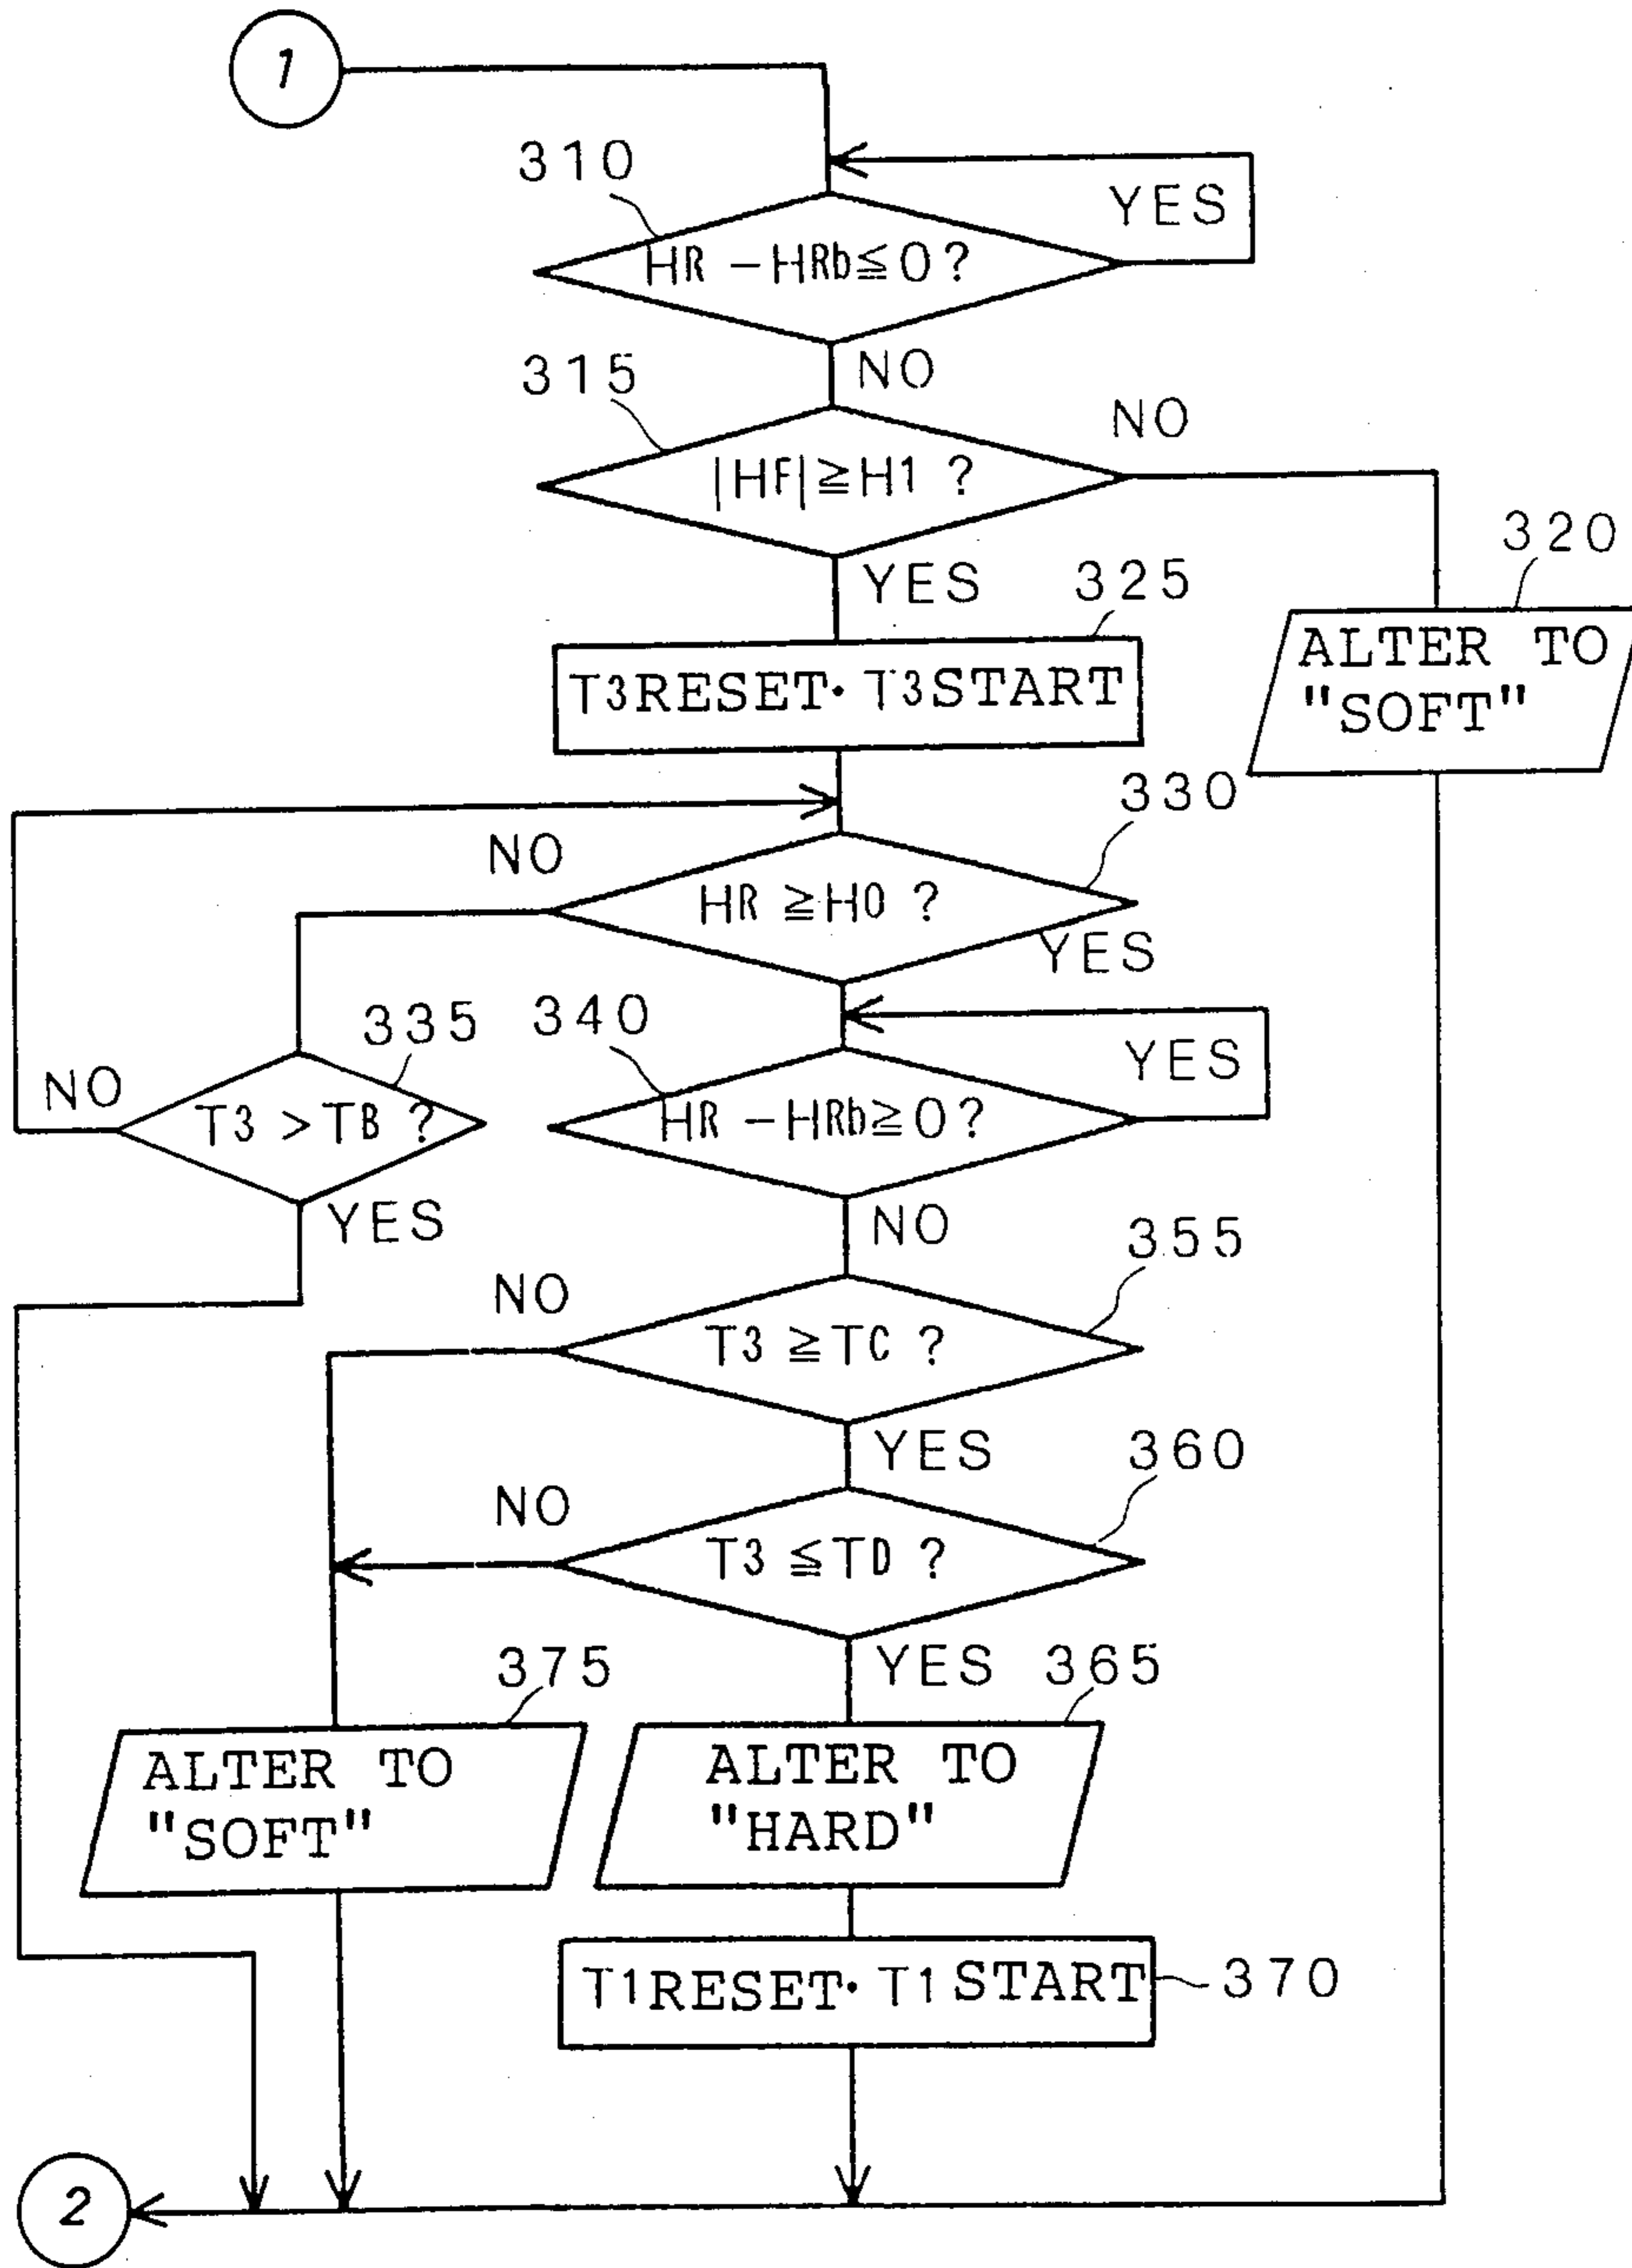 1
310
YES
HR -HRb≦0?
NO
315
NO
|HF|≧H1 ?
YES
325
320
T3RESET· T3START
ALTER TO
"SOFT"
330
NO
HR ≧H0 ?
YES
335
340
YES
NO
T3 > TB ?
HR -HRb≧0?
YES
NO
355
NO
T3 ≧TC ?
YES
360
NO
T3 ≦TD ?
YES
375
365
ALTER TO
"SOFT"
ALTER TO
"HARD"
T1RESET· T1 START
370
2